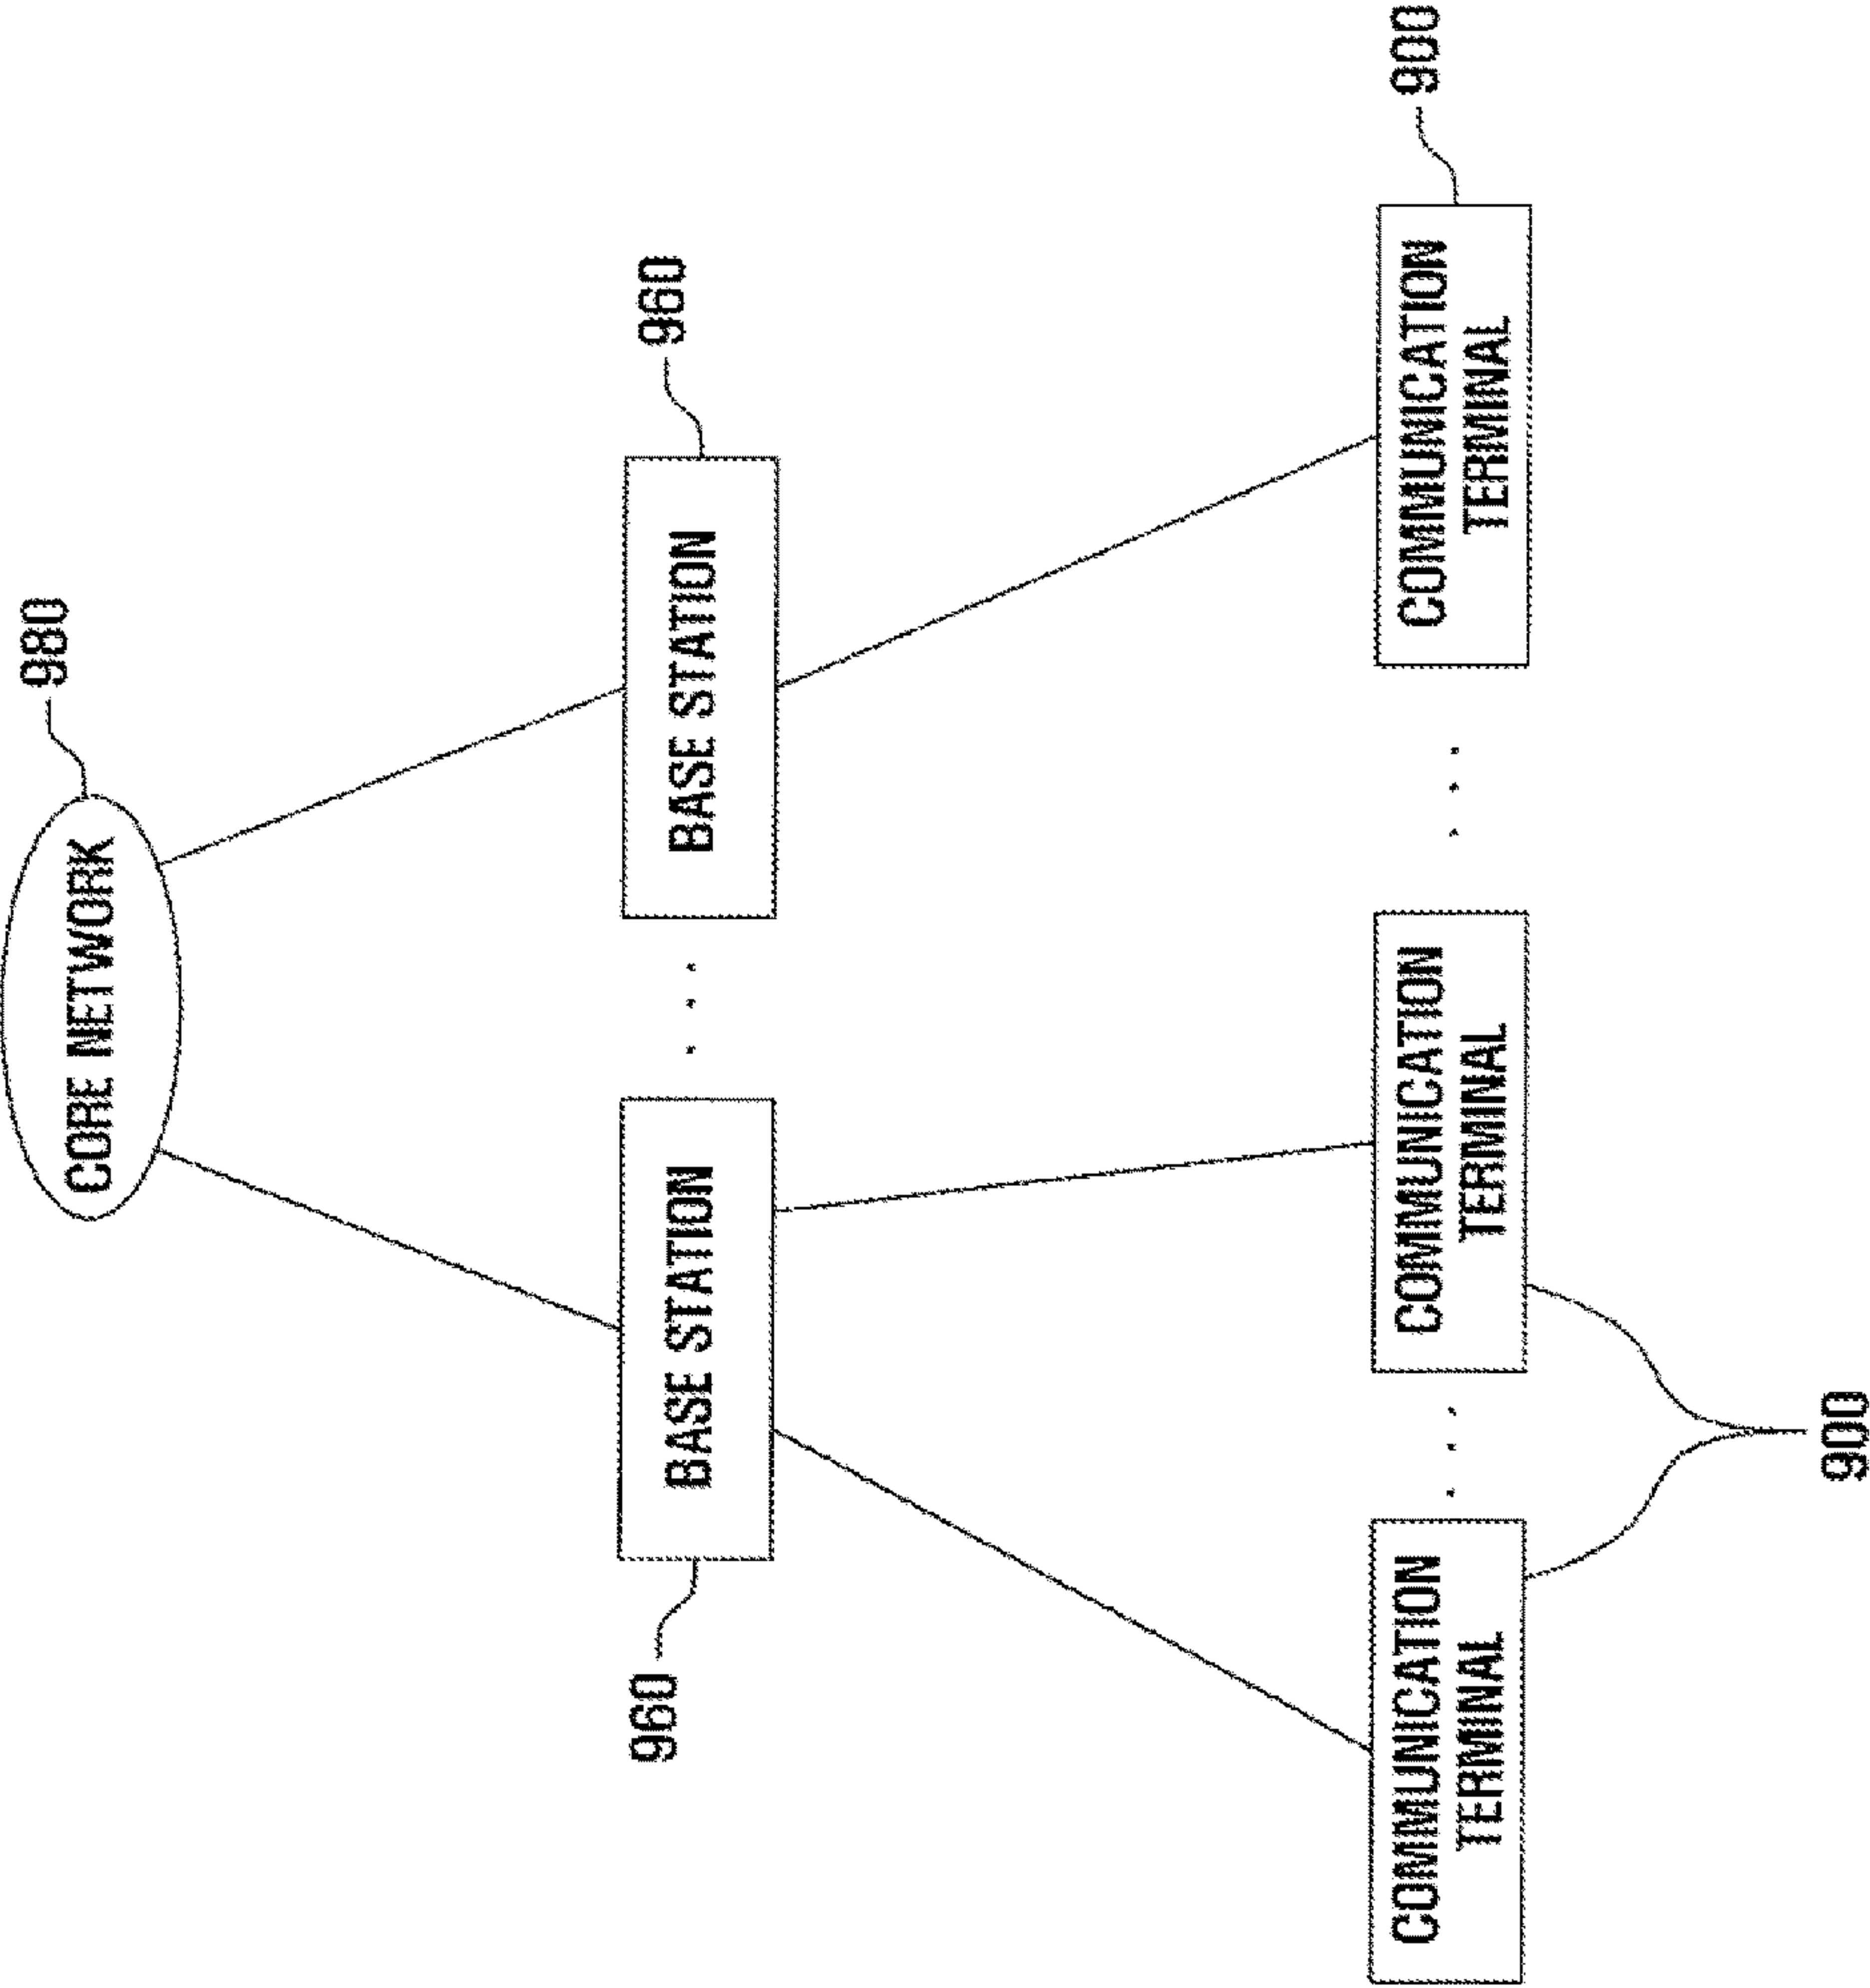 980
CORE NETWORK
960
BASE STATION
BASE STATION
960
COMMUNICATION
TERMINAL
COMMUNICATION
TERMINAL
COMMUNICATION
TERMINAL
900
900